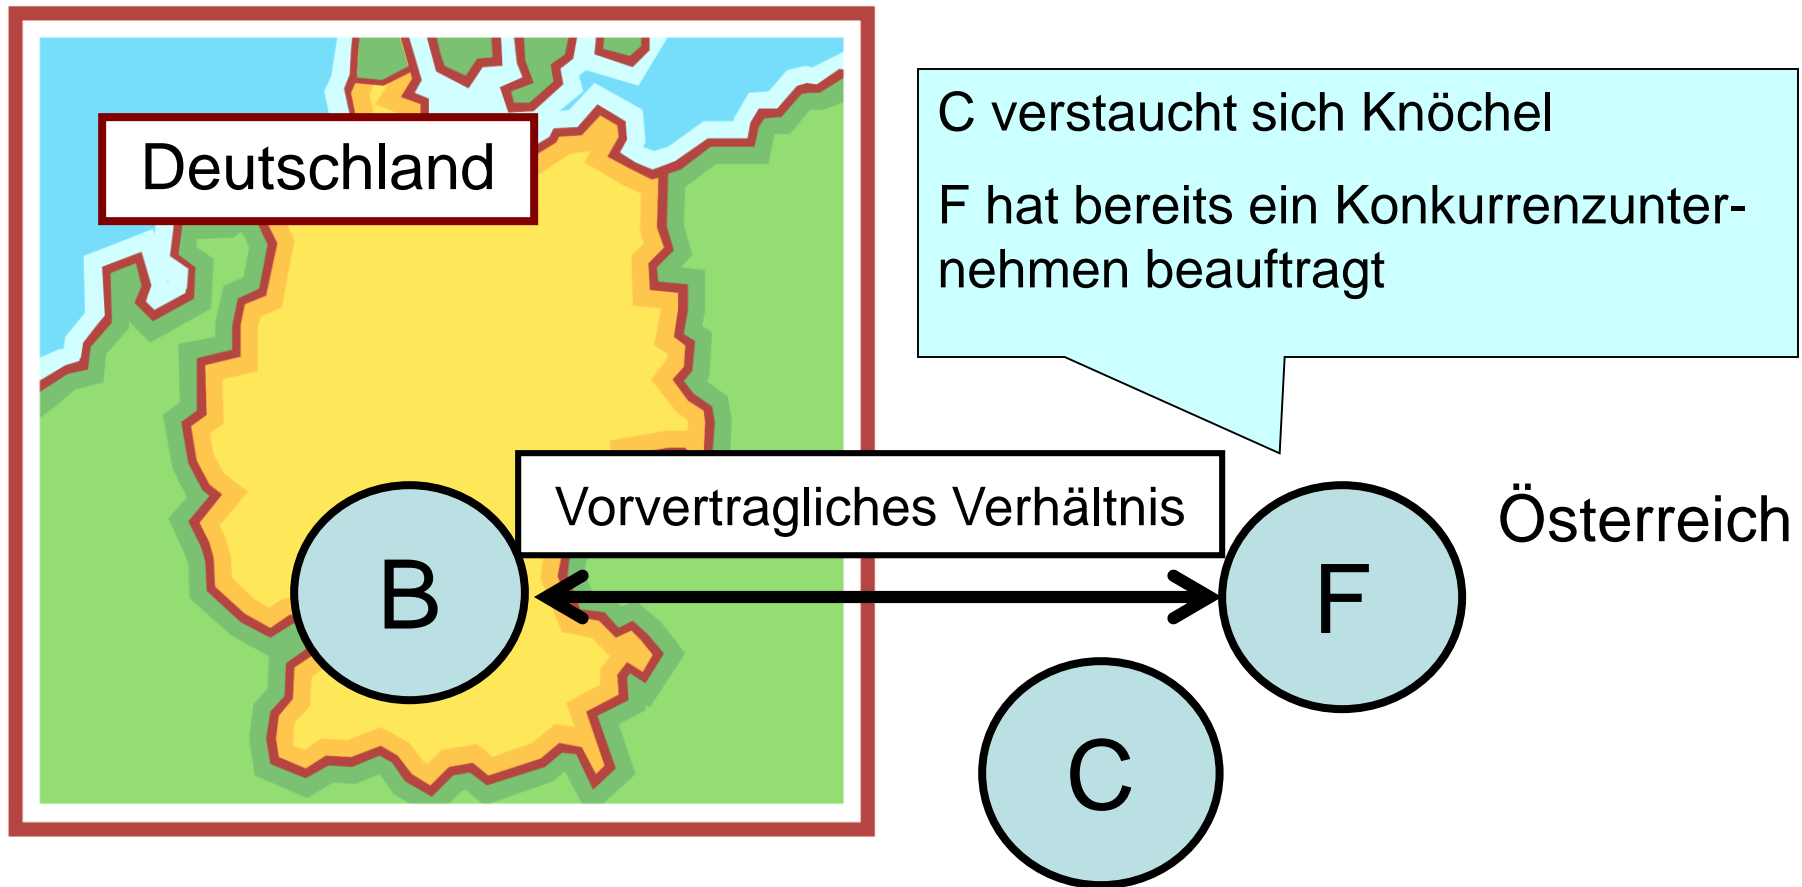 Deutschland
C verstaucht sich Knöchel
F hat bereits ein Konkurrenzunter-
nehmen beauftragt
Vorvertragliches Verhältnis
Österreich
B
F
C